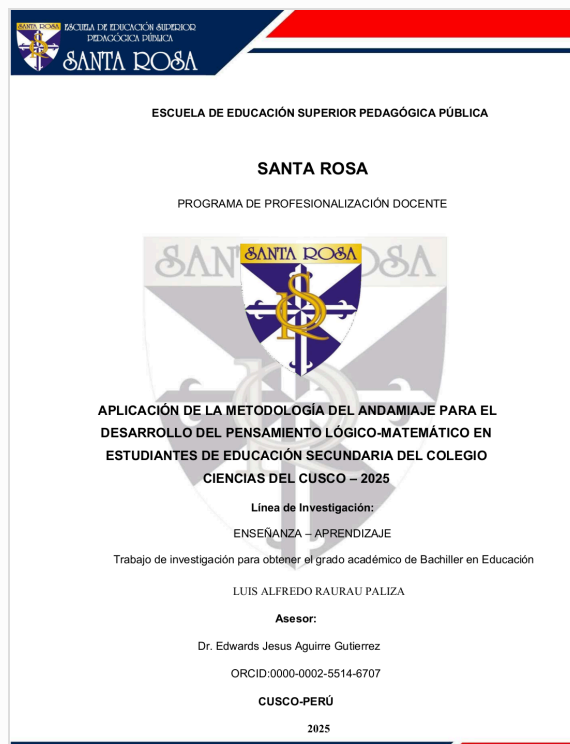 SANTA ROSA
ESCUELA DE EDUCACIÓN SUPERIOR
PEDAGÓGICA PÚBLICA
SANTA ROSA
ESCUELA DE EDUCACIÓN SUPERIOR PEDAGÓGICA PÚBLICA
SANTA ROSA
PROGRAMA DE PROFESIONALIZACIÓN DOCENTE
SANTA ROSA
APLICACIÓN DE LA METODOLOGÍA DEL ANDAMIAJE PARA EL
DESARROLLO DEL PENSAMIENTO LÓGICO-MATEMÁTICO EN
ESTUDIANTES DE EDUCACIÓN SECUNDARIA DEL COLEGIO
CIENCIAS DEL CUSCO – 2025
Línea de Investigación:
ENSEÑANZA – APRENDIZAJE
Trabajo de investigación para obtener el grado académico de Bachiller en Educación
LUIS ALFREDO RAURAU PALIZA
Asesor:
Dr. Edwards Jesus Aguirre Gutierrez
ORCID:0000-0002-5514-6707
CUSCO-PERÚ
2025